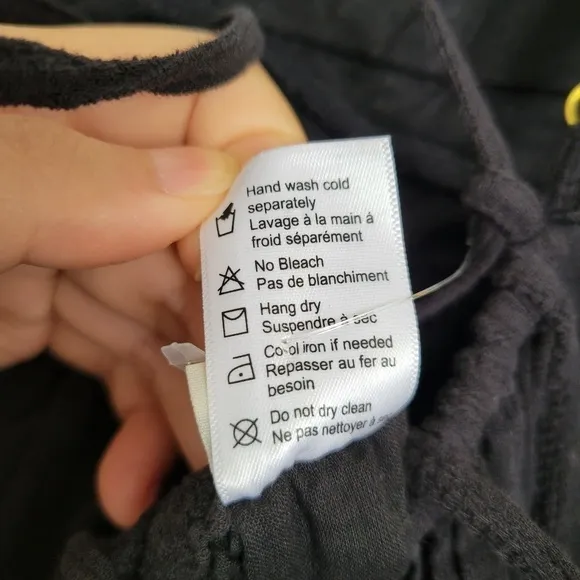 Hand wash cold
separately
Lavage à la main à
froid séparément
No Bleach
Pas de blanchiment
Hang dry
Suspendre à sec
Cool iron if needed
Repasser au fer au
besoin
Do not dry clean
Ne pas nettoyer à